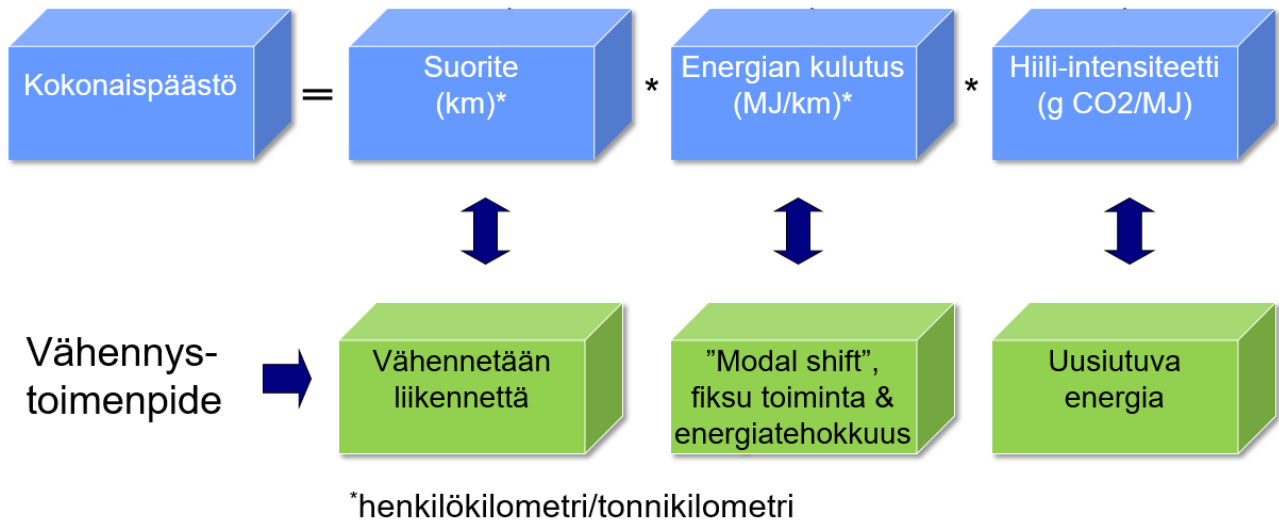 Kokonaispäästö
=
Suorite
(km)*
*
Energian kulutus
(MJ/km)*
*
Hiili-intensiteetti
(g CO2/MJ)
Vähennys-
toimenpide
Vähennetään
liikennettä
”Modal shift”,
fiksu toiminta &
energiatehokkuus
Uusiutuva
energia
*henkilökilometri/tonnikilometri